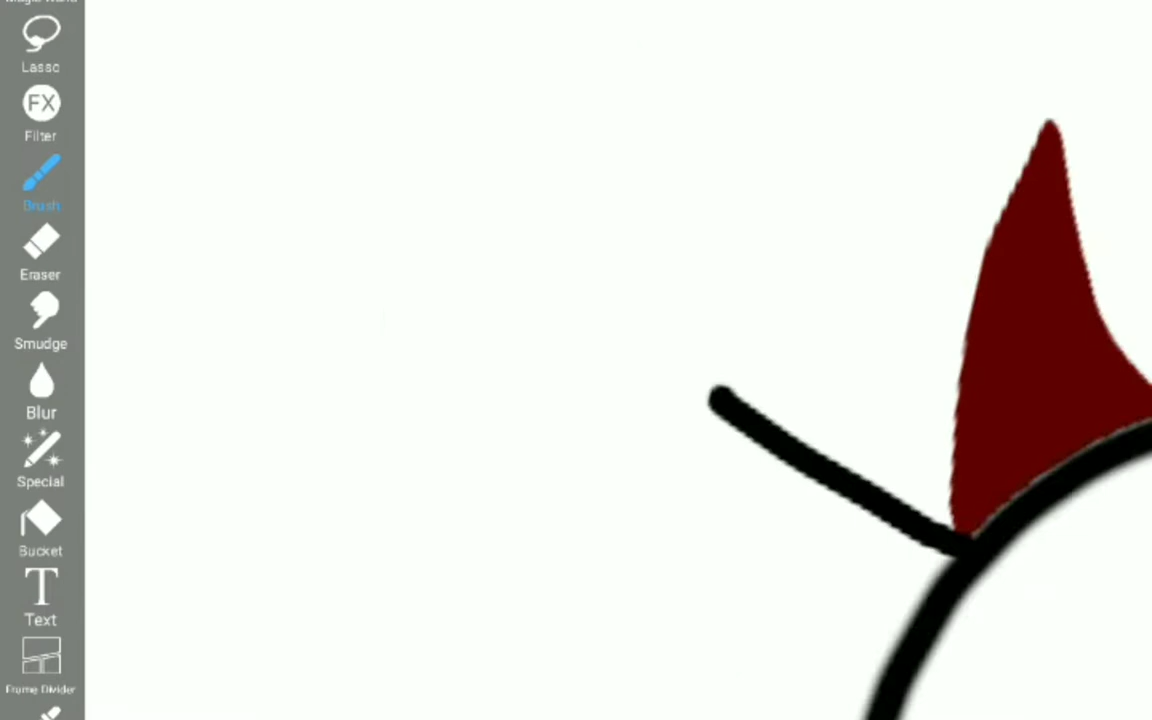 Lasso
FX
Filter
Brush
Eraser
Smudge
Blur
Special
Bucket
T
Text
Frame Divider